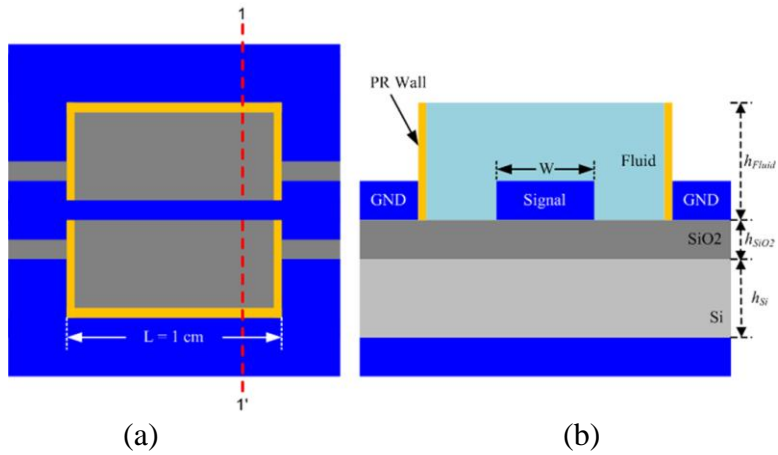 1
L = 1 cm
1'
(a)
PR Wall
W
Fluid
h_Fluid
GND
Signal
GND
SiO2
h_SiO2
Si
h_Si
(b)